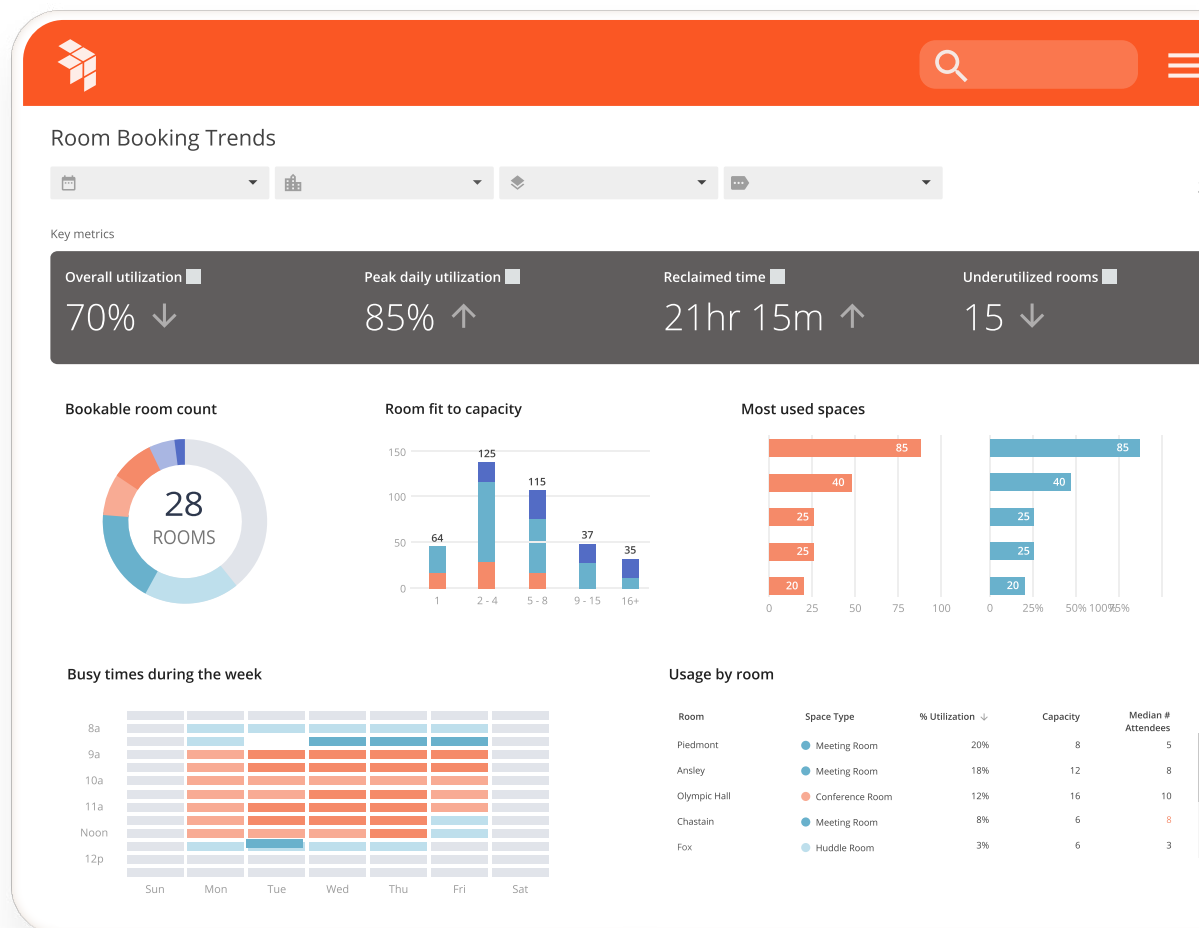 Room Booking Trends
Key metrics
Overall utilization
70%
Peak daily utilization
85%
Reclaimed time
21hr 15m
Underutilized rooms
15
Bookable room count
28
ROOMS
Room fit to capacity
150
100
50
0
64
125
115
37
35
1
2 - 4
5 - 8
9 - 15
16+
Most used spaces
85
40
25
25
20
0
25
50
75
100
85
40
25
25
20
0
25%
50%
100%
75%
Busy times during the week
8a
9a
10a
11a
Noon
12p
Sun
Mon
Tue
Wed
Thu
Fri
Sat
Usage by room
Room
Space Type
% Utilization
Capacity
Median #
Attendees
Piedmont Meeting Room 20% 8 5
Ansley Meeting Room 18% 12 8
Olympic Hall Conference Room 12% 16 10
Chastain Meeting Room 8% 6 8
Fox Huddle Room 3% 6 3